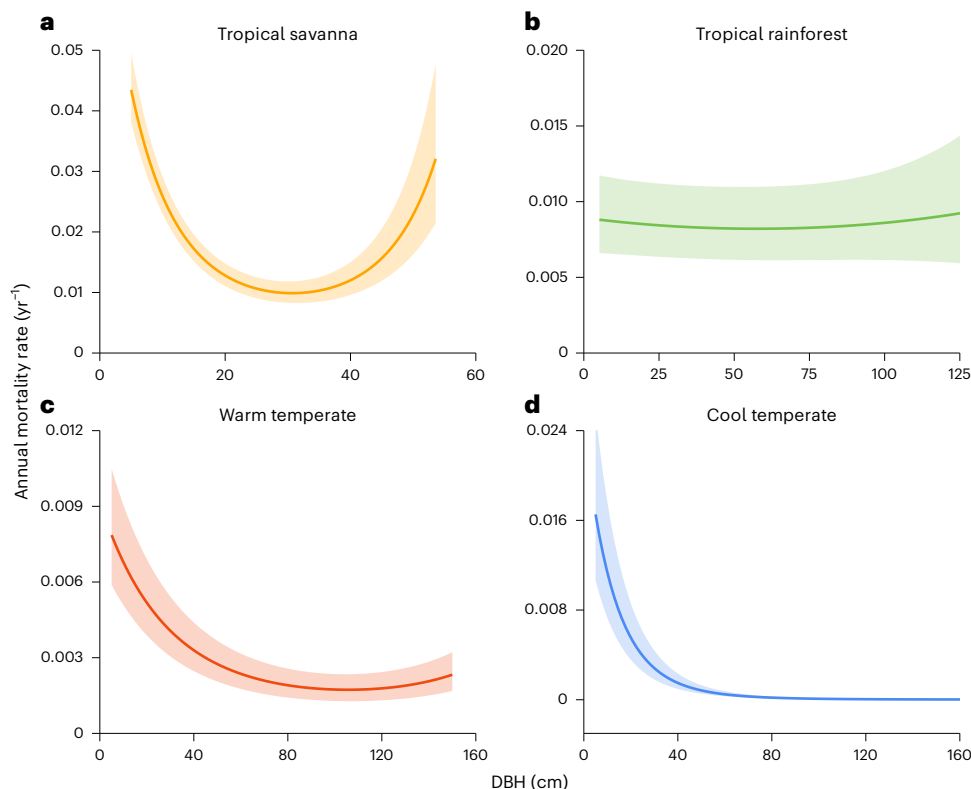 a
Tropical savanna
0.05
0.04
0.03
0.02
0.01
0
0 20 40 60
b
Tropical rainforest
0.020
0.015
0.010
0.005
0
0 25 50 75 100 125
Annual mortality rate (yr⁻¹)
c
Warm temperate
0.012
0.009
0.006
0.003
0
0 40 80 120 160
d
Cool temperate
0.024
0.016
0.008
0
0 40 80 120 160
DBH (cm)